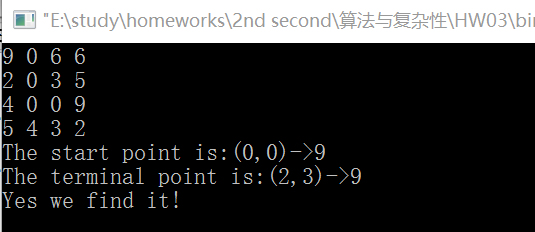 "E:\study\homeworks\2nd second\算法与复杂性\HW03\bin
9 0 6 6
2 0 3 5
4 0 0 9
5 4 3 2
The start point is:(0,0)->9
The terminal point is:(2,3)->9
Yes we find it!